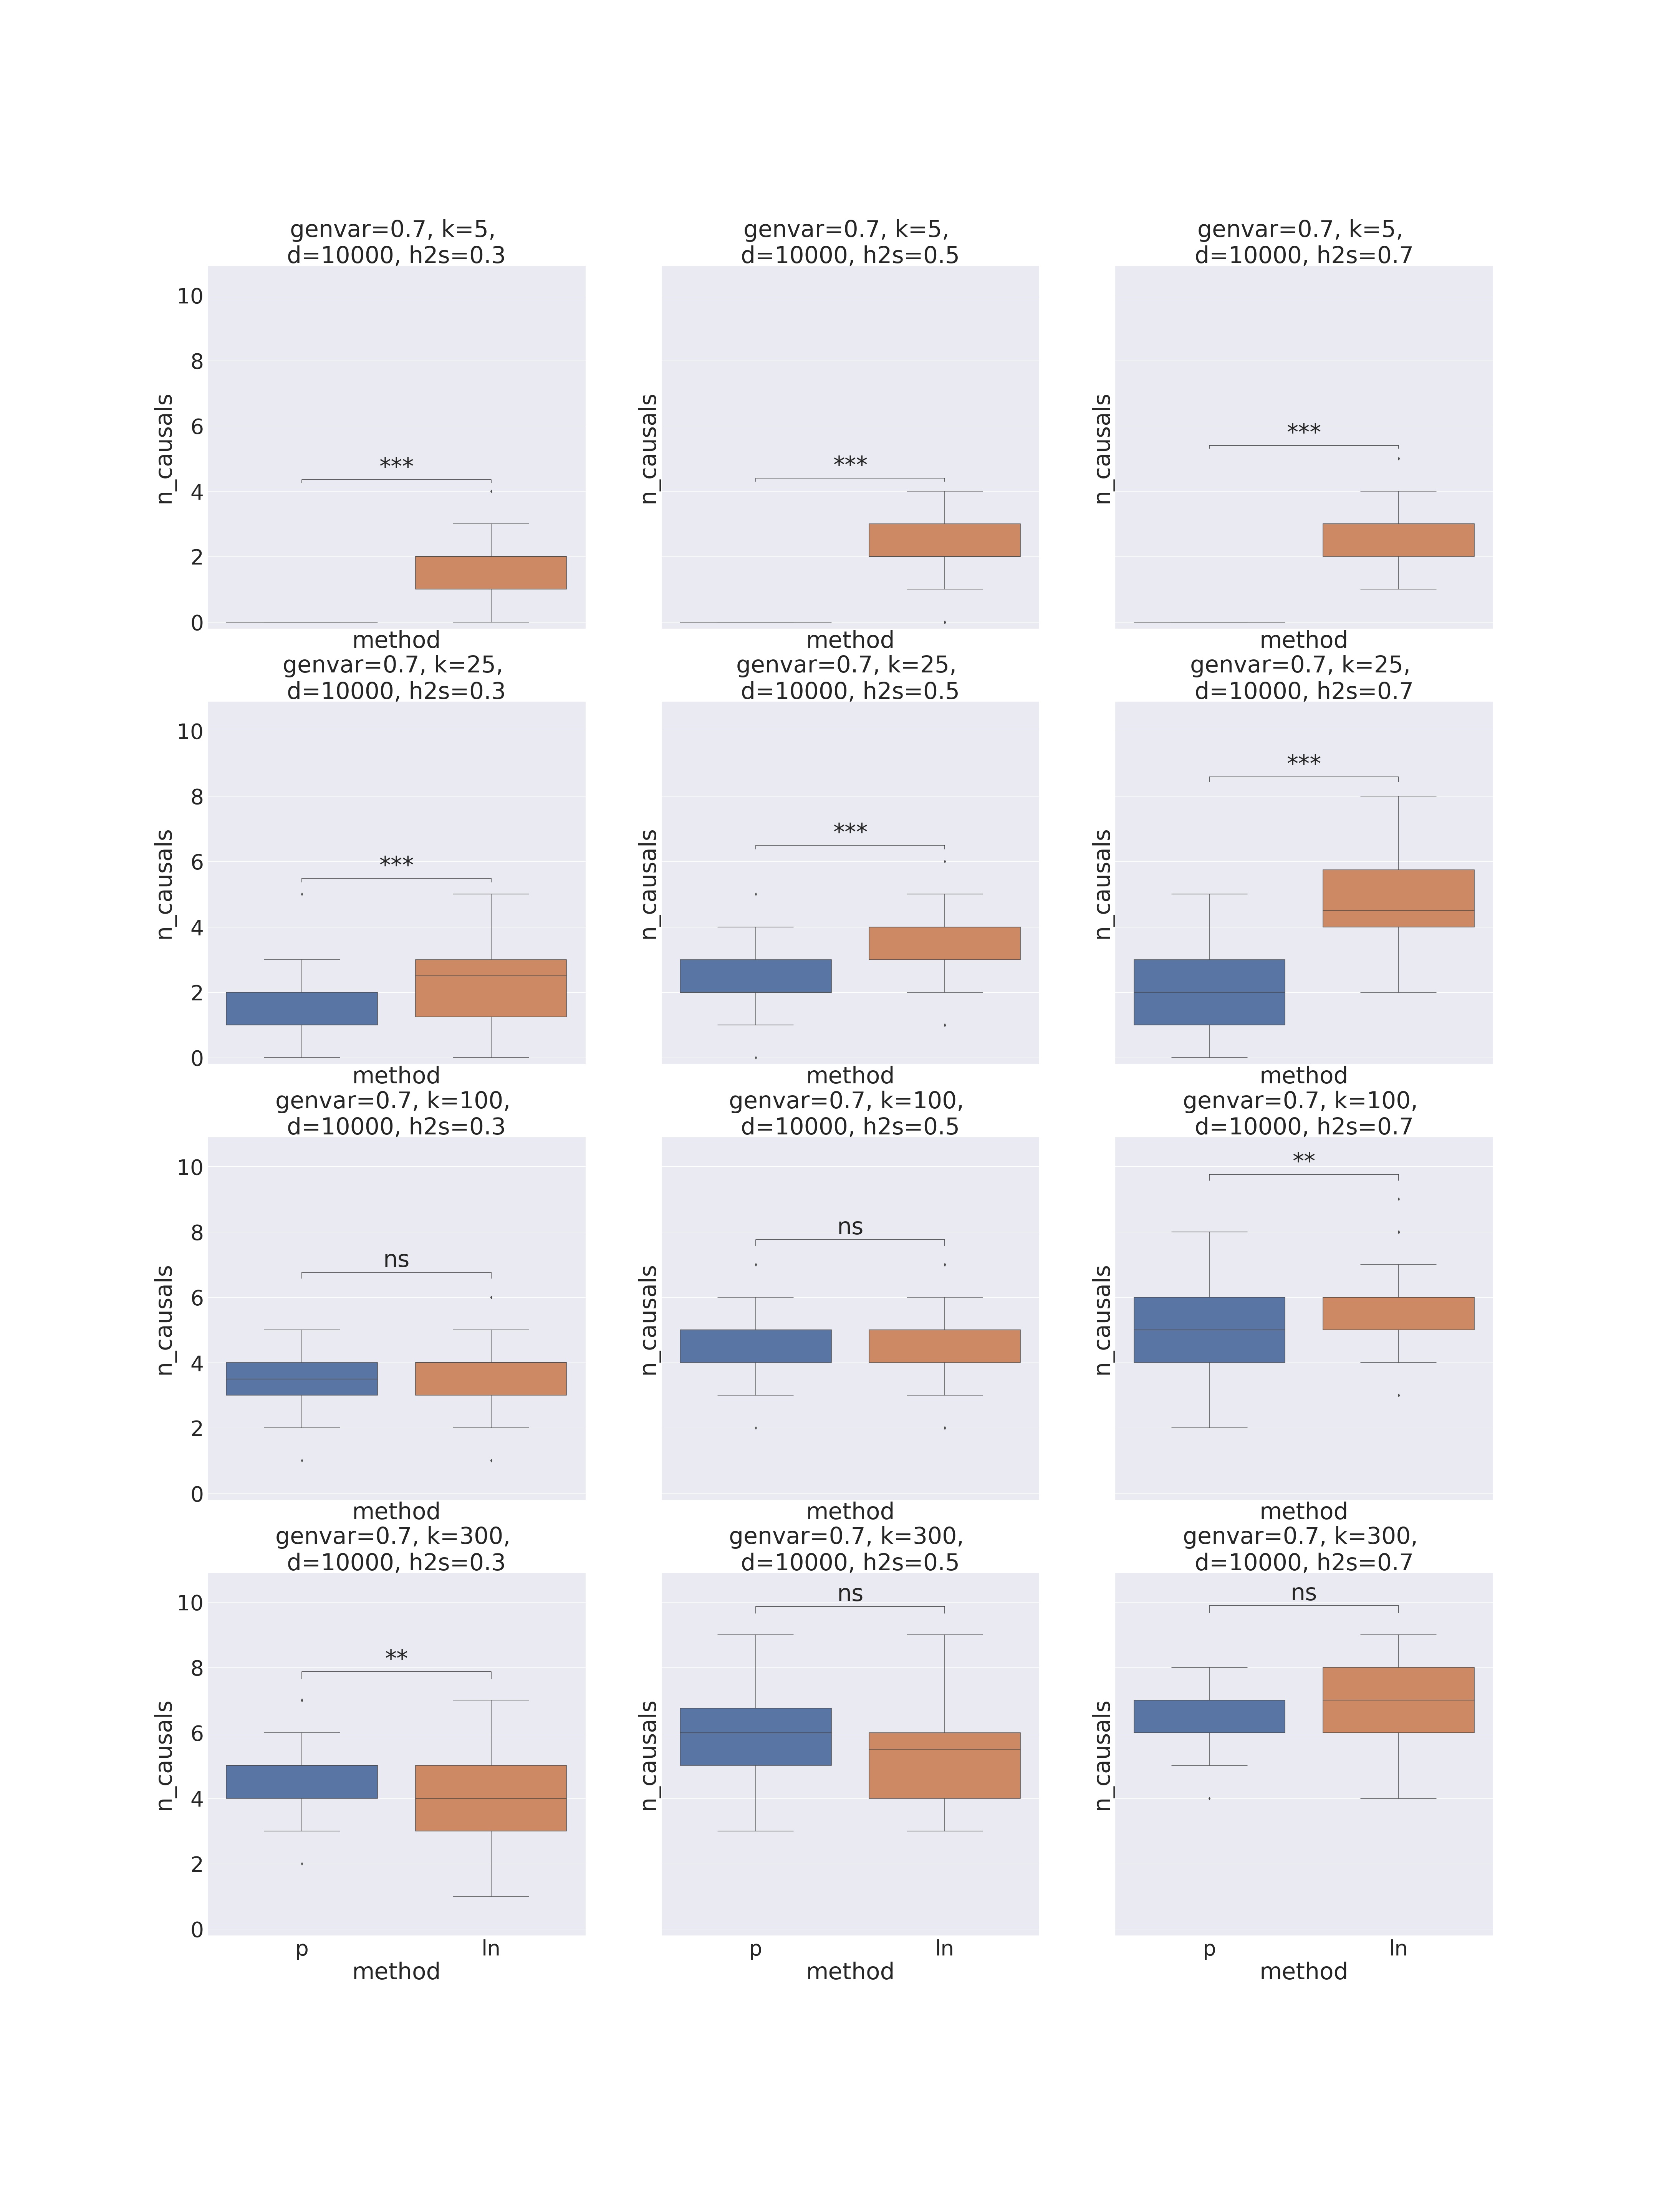 genvar=0.7, k=5,
d=10000, h2s=0.3
genvar=0.7, k=5,
d=10000, h2s=0.5
genvar=0.7, k=5,
d=10000, h2s=0.7
10
8
6
4
2
0
n_causals
n_causals
n_causals
***
***
***
method
method
method
genvar=0.7, k=25,
d=10000, h2s=0.3
genvar=0.7, k=25,
d=10000, h2s=0.5
genvar=0.7, k=25,
d=10000, h2s=0.7
10
8
6
4
2
0
n_causals
n_causals
n_causals
***
***
***
method
method
method
genvar=0.7, k=100,
d=10000, h2s=0.3
genvar=0.7, k=100,
d=10000, h2s=0.5
genvar=0.7, k=100,
d=10000, h2s=0.7
10
8
6
4
2
0
n_causals
n_causals
n_causals
ns
ns
**
method
method
method
genvar=0.7, k=300,
d=10000, h2s=0.3
genvar=0.7, k=300,
d=10000, h2s=0.5
genvar=0.7, k=300,
d=10000, h2s=0.7
10
8
6
4
2
0
n_causals
n_causals
n_causals
**
ns
ns
p
ln
p
ln
p
ln
method
method
method